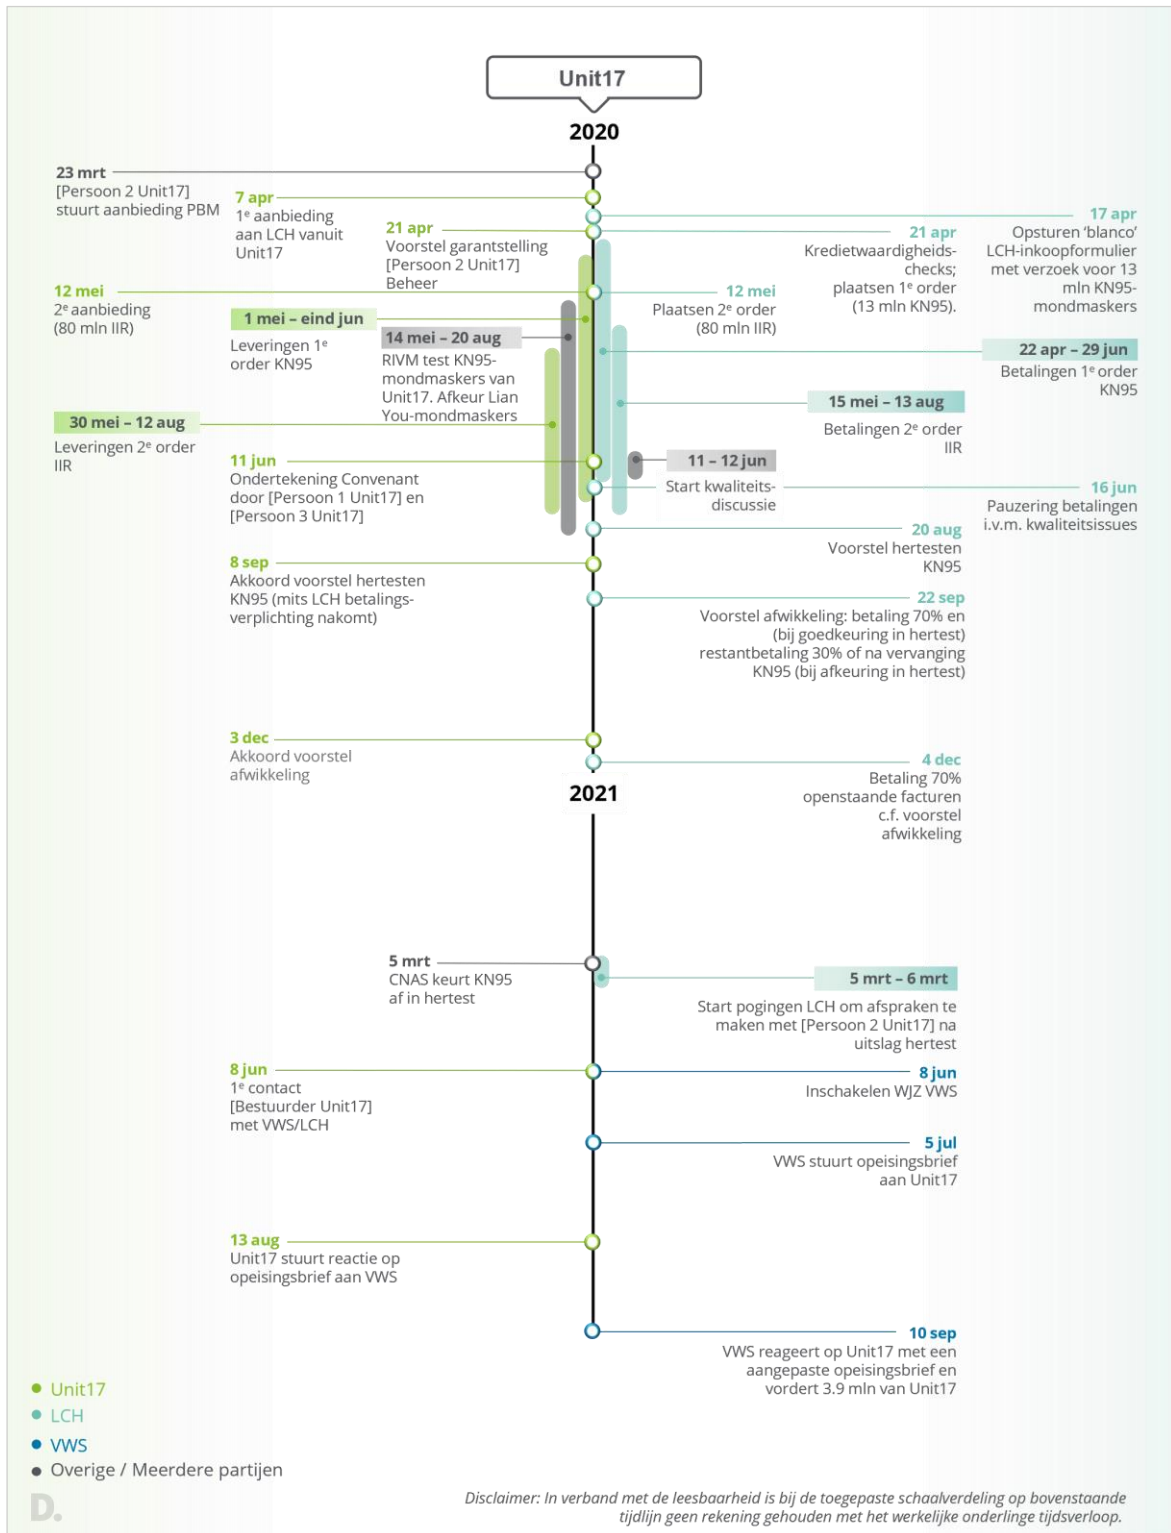 Unit17
2020
23 mrt
[Persoon 2 Unit17]
stuurt aanbieding PBM
7 apr
1e aanbieding
aan LCH vanuit
Unit17
17 apr
Opsturen ‘blanco’
LCH-inkoopformulier
met verzoek voor 13
mln KN95-
mondmaskers
21 apr
Voorstel garantstelling
[Persoon 2 Unit17]
Beheer
21 apr
Kredietwaardigheids-
checks;
plaatsen 1e order
(13 mln KN95).
12 mei
2e aanbieding
(80 mln IIR)
12 mei
Plaatsen 2e order
(80 mln IIR)
1 mei – eind jun
Leveringen 1e
order KN95
14 mei – 20 aug
RIVM test KN95-
mondmaskers van
Unit17. Afkeur Lian
You-mondmaskers
22 apr – 29 jun
Betalingen 1e order
KN95
15 mei – 13 aug
Betalingen 2e order
IIR
30 mei – 12 aug
Leveringen 2e order
IIR
11 jun
Ondertekening Convenant
door [Persoon 1 Unit17] en
[Persoon 3 Unit17]
11 – 12 jun
Start kwaliteits-
discussie
16 jun
Pauzering betalingen
i.v.m. kwaliteitsissues
20 aug
Voorstel hertesten
KN95
8 sep
Akkoord voorstel hertesten
KN95 (mits LCH betalings-
verplichting nakomt)
22 sep
Voorstel afwikkeling: betaling 70% en
(bij goedkeuring in hertest)
restantbetaling 30% of na vervanging
KN95 (bij afkeuring in hertest)
3 dec
Akkoord voorstel
afwikkeling
4 dec
Betaling 70%
openstaande facturen
c.f. voorstel
afwikkeling
2021
5 mrt
CNAS keurt KN95
af in hertest
5 mrt – 6 mrt
Start pogingen LCH om afspraken te
maken met [Persoon 2 Unit17] na
uitslag hertest
8 jun
1e contact
[Bestuurder Unit17]
met VWS/LCH
8 jun
Inschakelen WJZ VWS
5 jul
VWS stuurt opeisingsbrief
aan Unit17
13 aug
Unit17 stuurt reactie op
opeisingsbrief aan VWS
10 sep
VWS reageert op Unit17 met een
aangepaste opeisingsbrief en
vordert 3.9 mln van Unit17
Unit17
LCH
VWS
Overige / Meerdere partijen
D.
Disclaimer: In verband met de leesbaarheid is bij de toegepaste schaalverdeling op bovenstaande
tijdlijn geen rekening gehouden met het werkelijke onderlinge tijdsverloop.